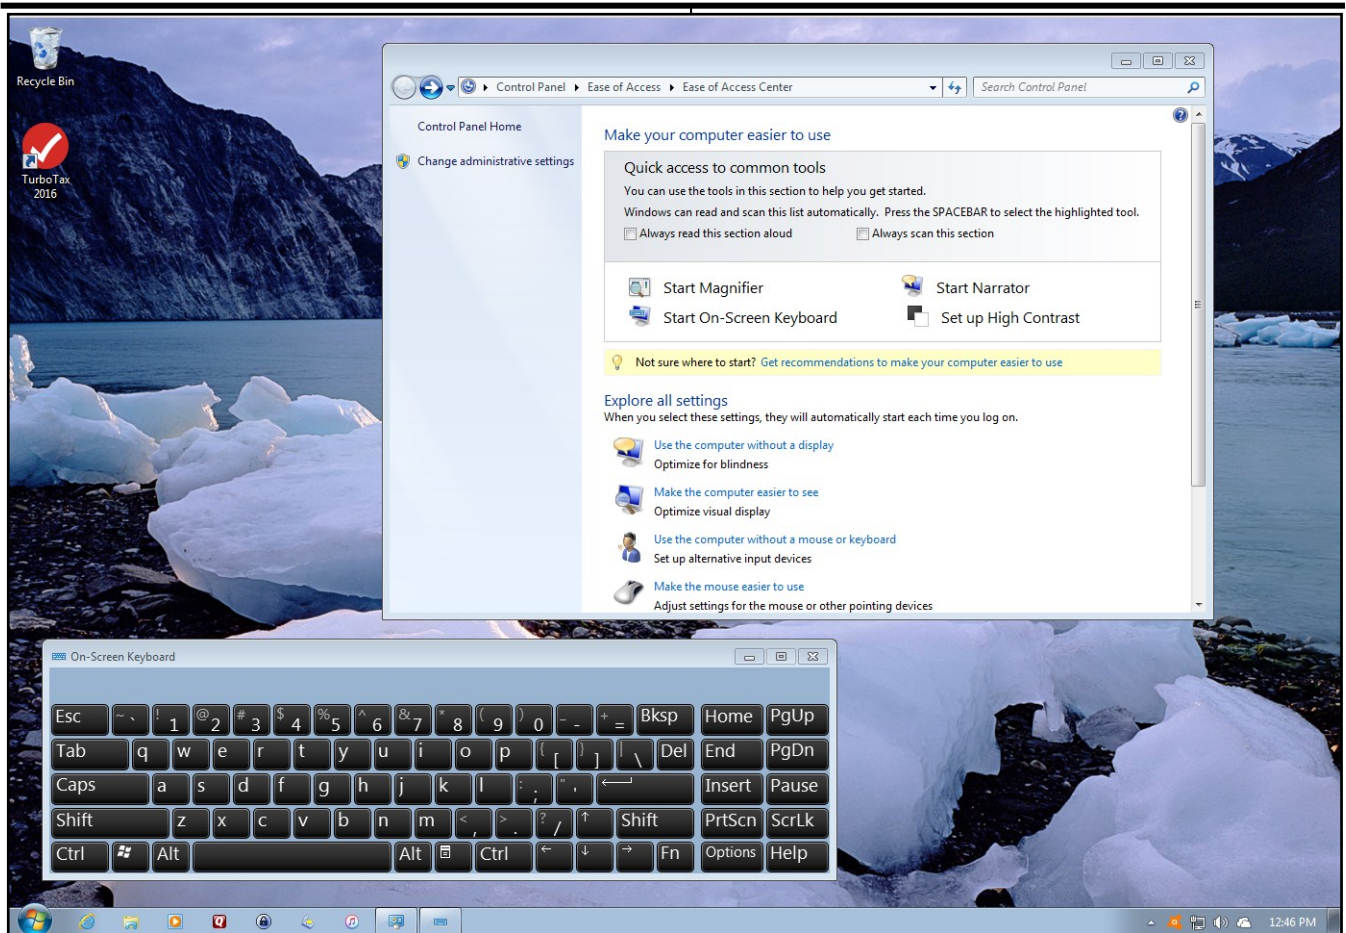 Recycle Bin
TurboTax
2016
Control Panel
Ease of Access
Ease of Access Center
Search Control Panel
Control Panel Home
Change administrative settings
Make your computer easier to use
Quick access to common tools
You can use the tools in this section to help you get started.
Windows can read and scan this list automatically. Press the SPACEBAR to select the highlighted tool.
Always read this section aloud
Always scan this section
Start Magnifier
Start Narrator
Start On-Screen Keyboard
Set up High Contrast
Not sure where to start? Get recommendations to make your computer easier to use
Explore all settings
When you select these settings, they will automatically start each time you log on.
Use the computer without a display
Optimize for blindness
Make the computer easier to see
Optimize visual display
Use the computer without a mouse or keyboard
Set up alternative input devices
Make the mouse easier to use
Adjust settings for the mouse or other pointing devices
On-Screen Keyboard
Esc ~ ` ! 1 @ 2 # 3 $ 4 % 5 ^ 6 & 7 * 8 ( 9 ) 0 _ - + = Bksp Home PgUp
Tab q w e r t y u i o p { [ } ] | \ Del End PgDn
Caps a s d f g h j k l : ; " ' Insert Pause
Shift z x c v b n m < , > . ? / ↑ Shift PrtScn ScrLk
Ctrl Alt Alt Ctrl ← ↓ → Fn Options Help
12:46 PM